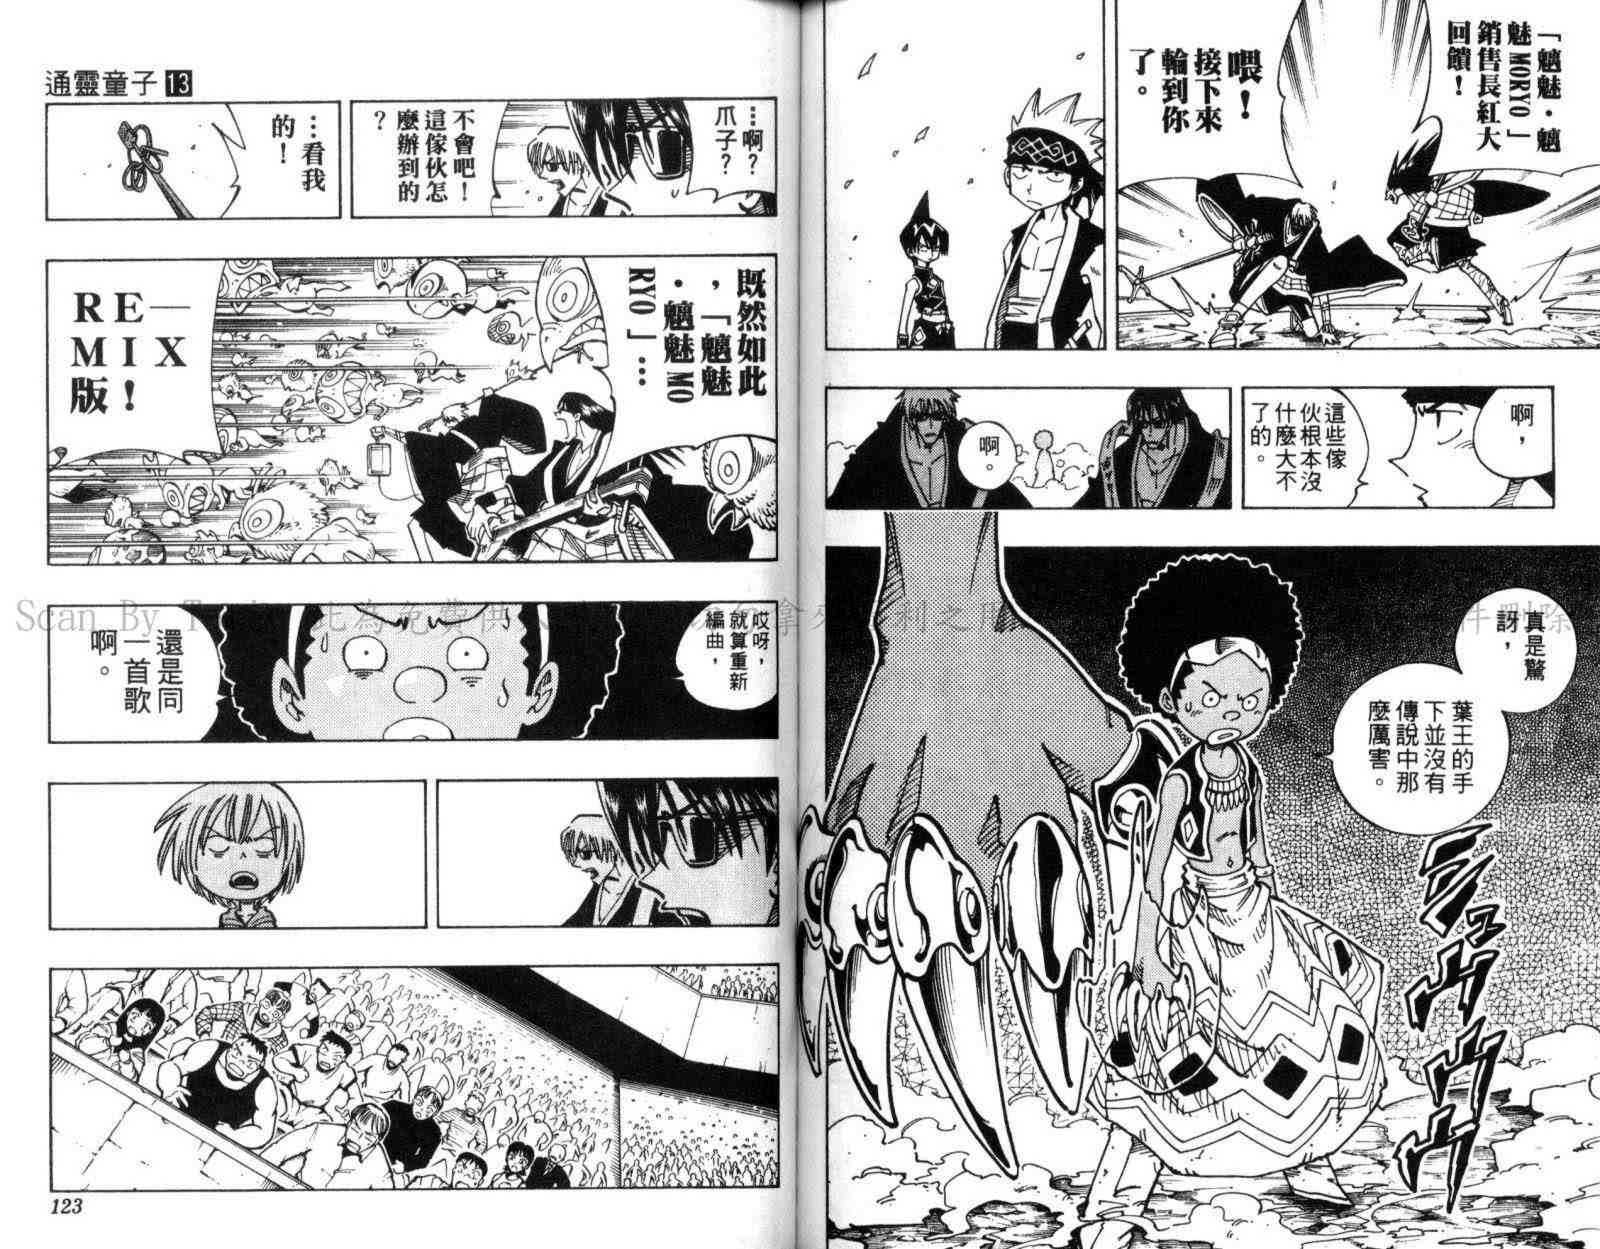 「魑魅．魍
魅MORYO」
銷售長紅大
回饋！
喂！
接下來
輪到你
了。
啊，
這些傢
伙根本沒
什麼大不
了的。
啊。
真是驚
訝，
葉王的手
下並沒有
傳說中那
麼厲害。
通靈童子 13
…啊？
爪子？
不會吧！
這傢伙怎
麼辦到的
？
…看我
的！
既然如此
，「魑魅
．魍魅MO
RYO」…
RE—
MIX
版！
哎呀，
就算重新
編曲，
還是同
一首歌
啊。
123
Scan By